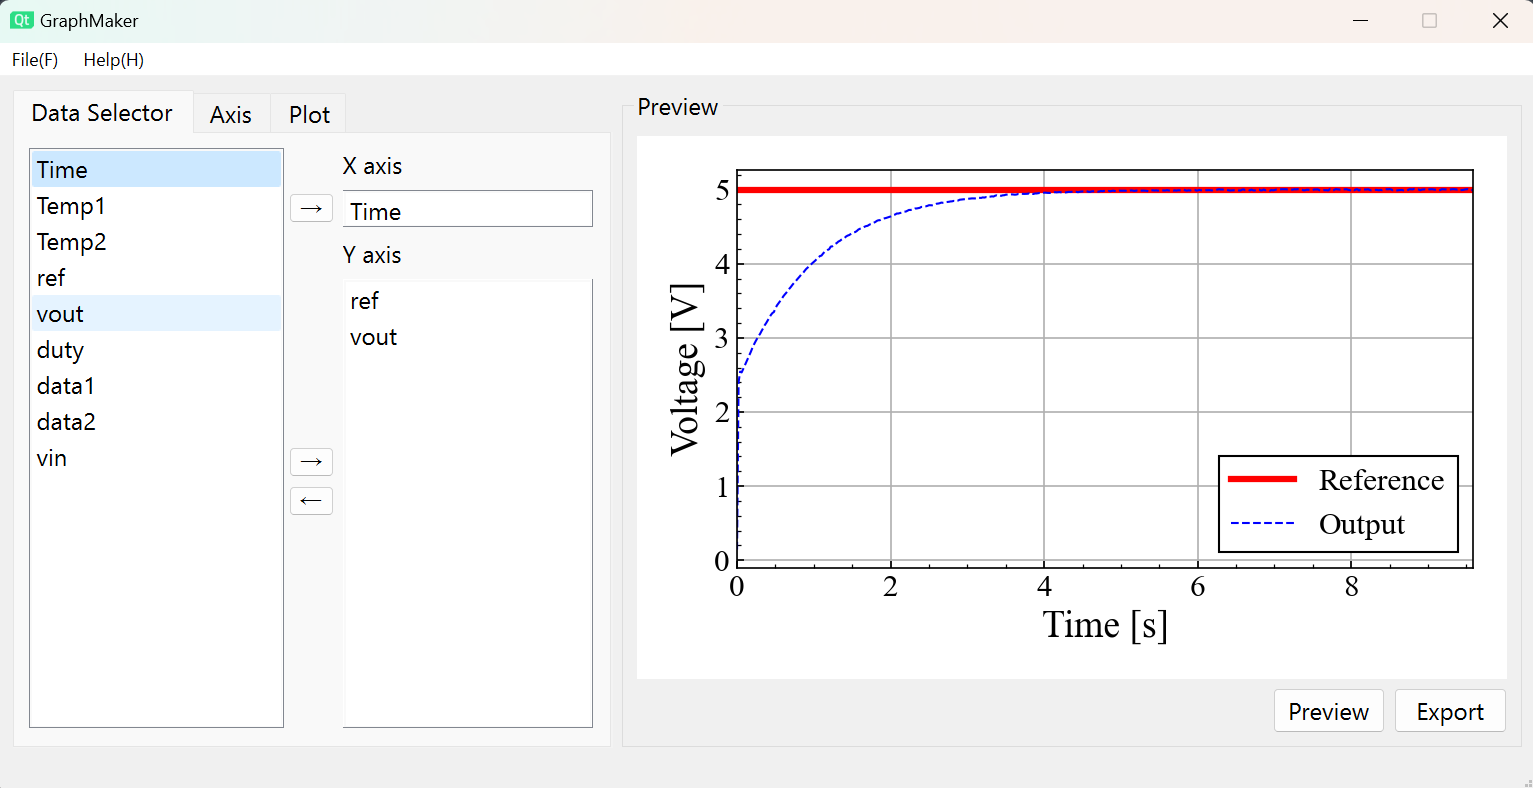 Qt GraphMaker
File(F) Help(H)
Data Selector Axis Plot
Time
Temp1
Temp2
ref
vout
duty
data1
data2
vin
→
→
←
X axis
Time
Y axis
ref
vout
Preview
5
4
3
2
1
0
Voltage [V]
0 2 4 6 8
Time [s]
Reference
Output
Preview Export